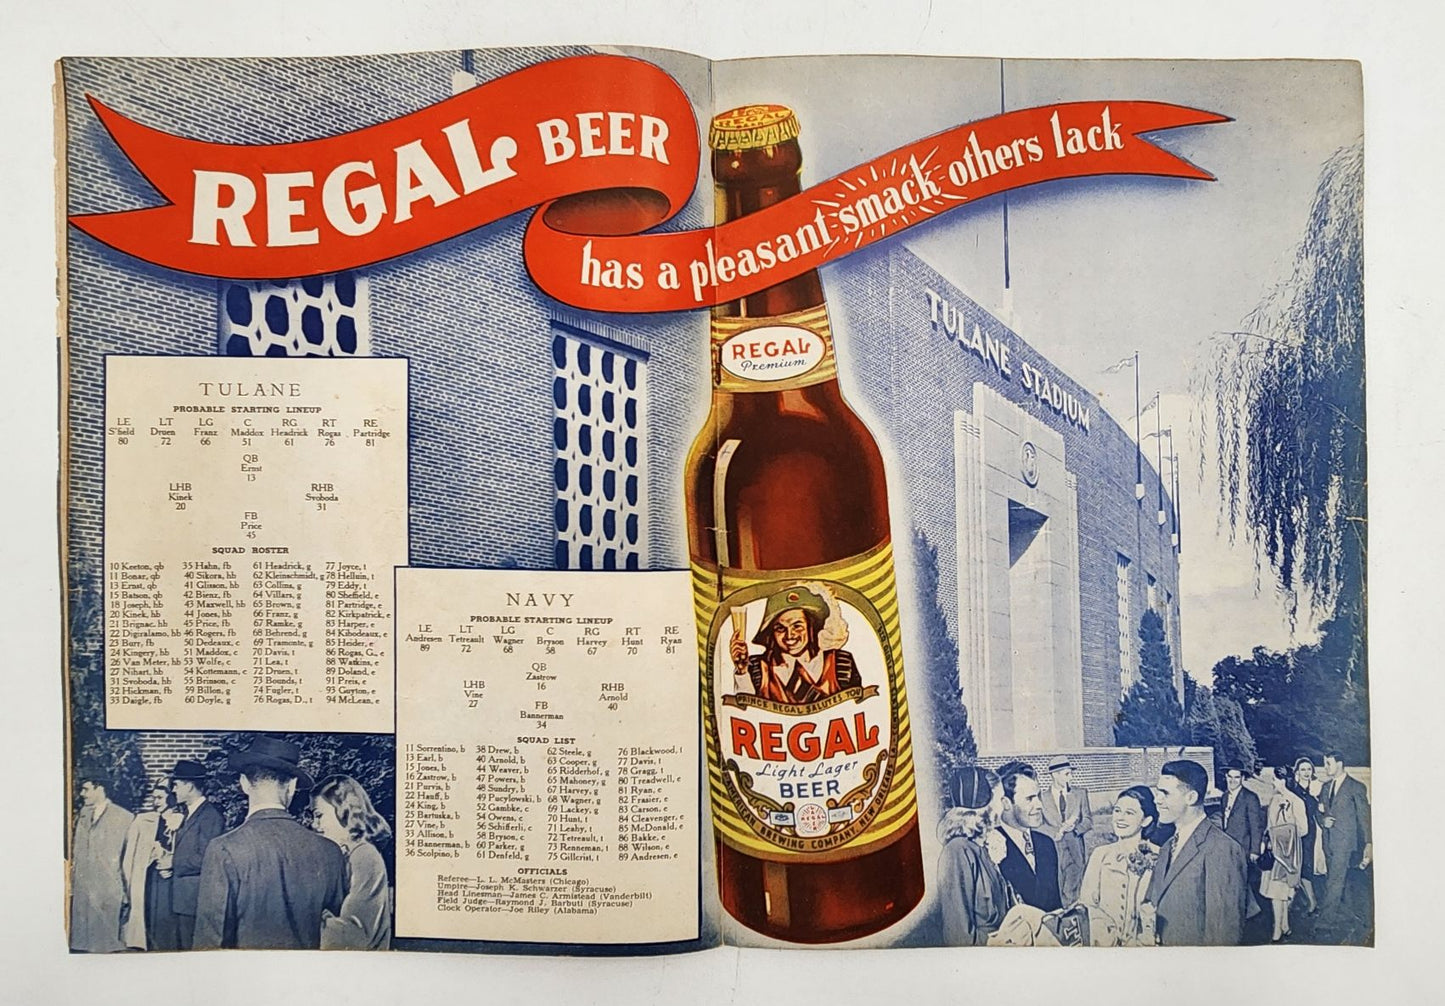 REGAL BEER
has a pleasant smack others lack
REGAL
REGAL
Premium
TULANE STADIUM
TULANE
PROBABLE STARTING LINEUP
LE LT LG C RG RT RE
S'field Druen Franz Maddox Headrick Rogas Partridge
80 72 66 51 61 76 81
QB
Ernst
13
LHB RHB
Kinek Svoboda
20 31
FB
Price
45
SQUAD ROSTER
10 Keeton, qb 35 Hahn, fb 61 Headrick, g 77 Joyce, t
11 Bonar, qb 40 Sikora, hb 62 Kleinschmidt, g 78 Helluin, t
13 Ernst, qb 41 Glisson, hb 63 Collins, g 79 Eddy, t
15 Batson, qb 42 Bienz, fb 64 Villars, g 80 Sheffield, e
18 Joseph, hb 43 Maxwell, hb 65 Brown, g 81 Partridge, e
20 Kinek, hb 44 Jones, hb 66 Franz, g 82 Kirkpatrick, e
21 Brignac, hb 45 Price, fb 67 Ramke, g 83 Harper, e
22 Digiralamo, hb 46 Rogers, fb 68 Behrend, g 84 Kibodeaux, e
23 Burr, fb 50 Dedeaux, c 69 Tramonte, g 85 Heider, e
24 Kingery, hb 51 Maddox, c 70 Davis, t 86 Rogas, G., e
26 Van Meter, hb 53 Wolfe, c 71 Lea, t 88 Watkins, e
27 Nihart, hb 54 Kottemann, c 72 Druen, t 89 Doland, e
31 Svoboda, hb 55 Brinson, c 73 Bounds, t 91 Preis, e
32 Hickman, fb 59 Billon, g 74 Fugler, t 93 Guyton, e
33 Daigle, fb 60 Doyle, g 76 Rogas, D., t 94 McLean, e
NAVY
PROBABLE STARTING LINEUP
LE LT LG C RG RT RE
Andresen Tetreault Wagner Bryson Harvey Hunt Ryan
89 72 68 58 67 70 81
QB
Zastrow
16
LHB RHB
Vine Arnold
27 40
FB
Bannerman
34
SQUAD LIST
11 Sorrentino, b 38 Drew, b 62 Steele, g 76 Blackwood, t
13 Earl, b 40 Arnold, b 63 Cooper, g 77 Davis, t
15 Jones, b 44 Weaver, b 65 Ridderhof, g 78 Gragg, t
16 Zastrow, b 47 Powers, b 65 Mahoney, g 80 Treadwell, e
21 Purvis, b 48 Sundry, b 67 Harvey, g 81 Ryan, e
22 Hauff, b 49 Pucylowski, b 68 Wagner, g 82 Frasier, e
24 King, b 52 Gambke, c 69 Lackey, g 83 Carson, e
25 Bartuska, b 54 Owens, c 70 Hunt, t 84 Cleavenger, e
27 Vine, b 56 Schifferli, c 71 Leahy, t 85 McDonald, e
33 Allison, b 58 Bryson, c 72 Tetreault, t 86 Bakke, e
34 Bannerman, b 60 Parker, g 73 Renneman, t 88 Wilson, e
36 Scolpino, b 61 Denfeld, g 75 Gillcrist, t 89 Andresen, e
OFFICIALS
Referee—L. L. McMasters (Chicago)
Umpire—Joseph K. Schwarzer (Syracuse)
Head Linesman—James C. Armistead (Vanderbilt)
Field Judge—Raymond J. Barbuti (Syracuse)
Clock Operator—Joe Riley (Alabama)
PRINCE REGAL SALUTES YOU
REGAL
Light Lager
BEER
AMERICAN BREWING COMPANY, NEW ORLEANS